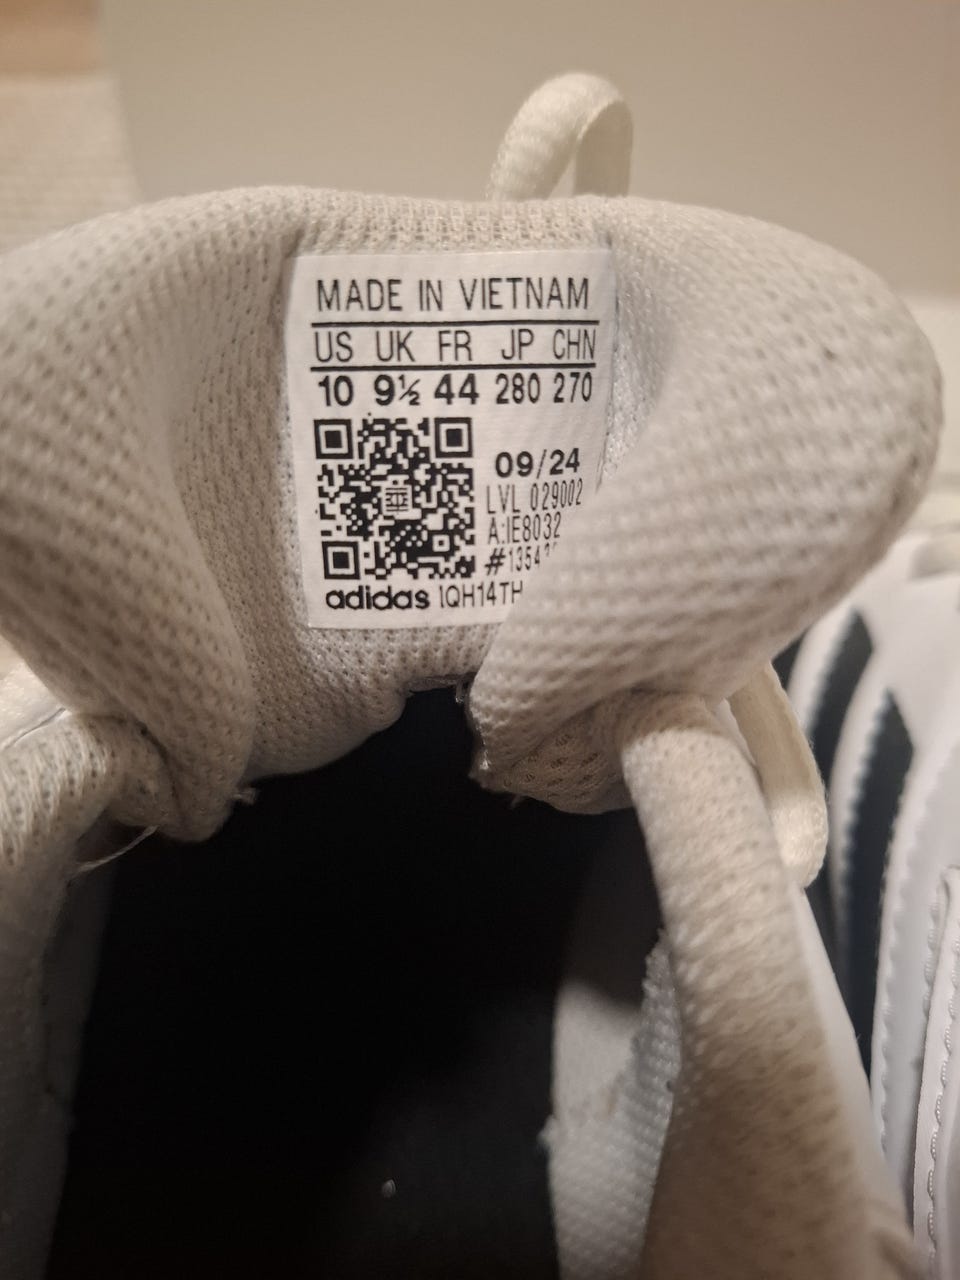 MADE IN VIETNAM
US UK FR JP CHN
10 9½ 44 280 270
09/24
LVL 029002
A:IE8032
adidas 1QH14TH